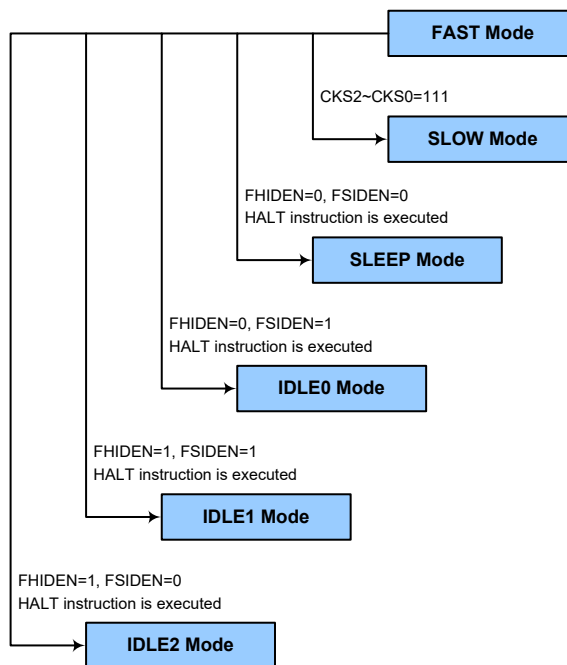 FAST Mode
CKS2~CKS0=111
SLOW Mode
FHIDEN=0, FSIDEN=0
HALT instruction is executed
SLEEP Mode
FHIDEN=0, FSIDEN=1
HALT instruction is executed
IDLE0 Mode
FHIDEN=1, FSIDEN=1
HALT instruction is executed
IDLE1 Mode
FHIDEN=1, FSIDEN=0
HALT instruction is executed
IDLE2 Mode